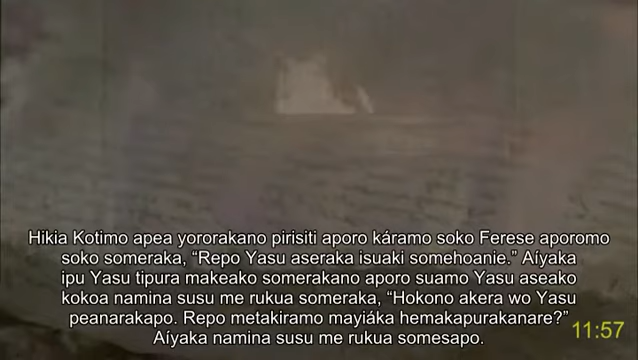 Hikia Kotimo apea yororakano pirisiti aporo káramo soko Ferese aporomo
soko someraka, “Repo Yasu aseraka isuaki somehoanie.” Aíyaka
ipu Yasu tipura makeako somerakano aporo suamo Yasu aseako
kokoa namina susu me rukua someraka, “Hokono akera wo Yasu
peanarakapo. Repo metakiramo mayiáka hemakapurakanare?”
Aíyaka namina susu me rukua somesapo.
11:57